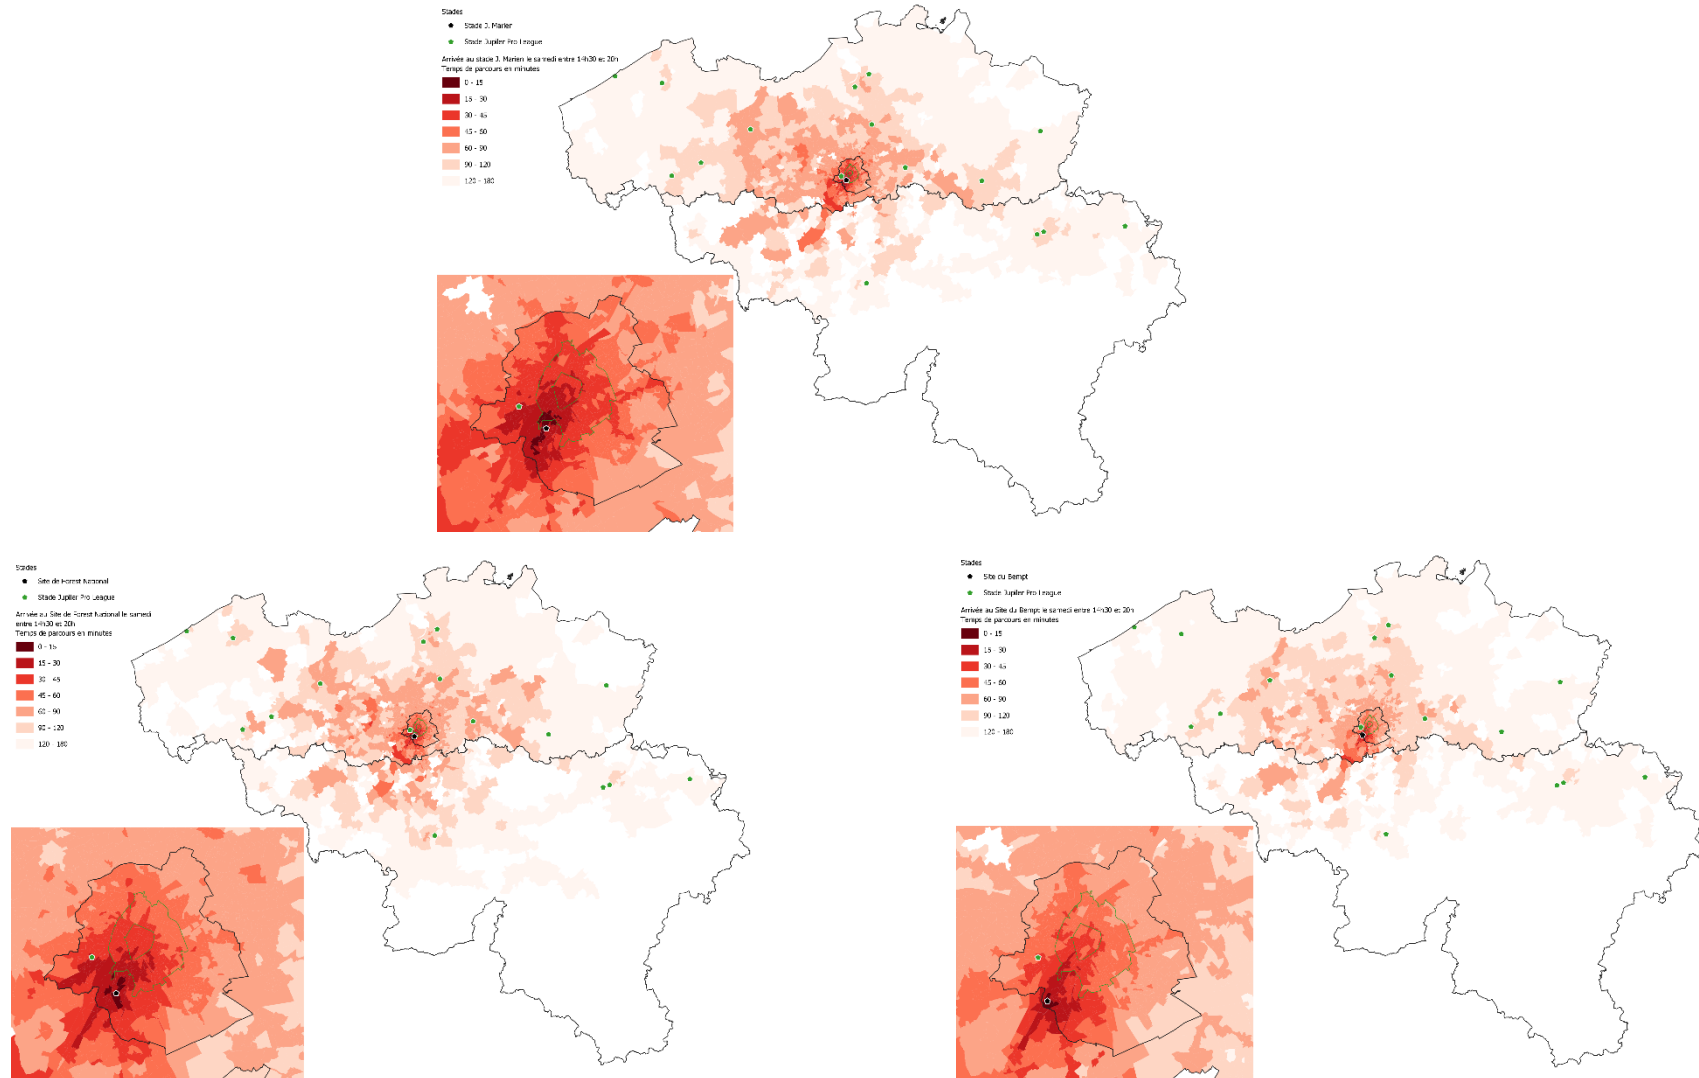 Stades
Stade J. Marien
Stade Jupiler Pro League
Arrivée au stade J. Marien le samedi entre 14h30 et 20h
Temps de parcours en minutes
0 - 15
15 - 30
30 - 45
45 - 60
60 - 90
90 - 120
120 - 180
Stades
Site de Forest National
Stade Jupiler Pro League
Arrivée au Site de Forest National le samedi
entre 14h30 et 20h
Temps de parcours en minutes
0 - 15
15 - 30
30 - 45
45 - 60
60 - 90
90 - 120
120 - 180
Stades
Site du Bempt
Stade Jupiler Pro League
Arrivée au Site du Bempt le samedi entre 14h30 et 20h
Temps de parcours en minutes
0 - 15
15 - 30
30 - 45
45 - 60
60 - 90
90 - 120
120 - 180